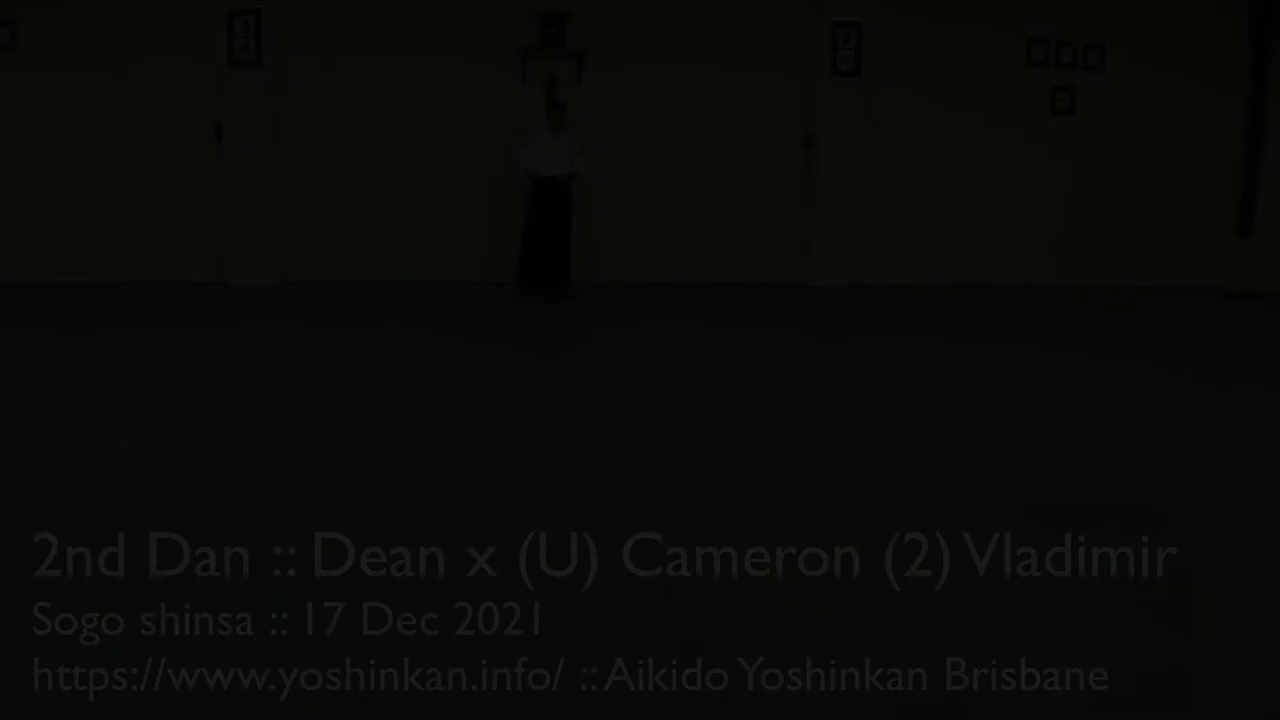 2nd Dan :: Dean x (U) Cameron (2) Vladimir
Sogo shinsa :: 17 Dec 2021
https://www.yoshinkan.info/ :: Aikido Yoshinkan Brisbane